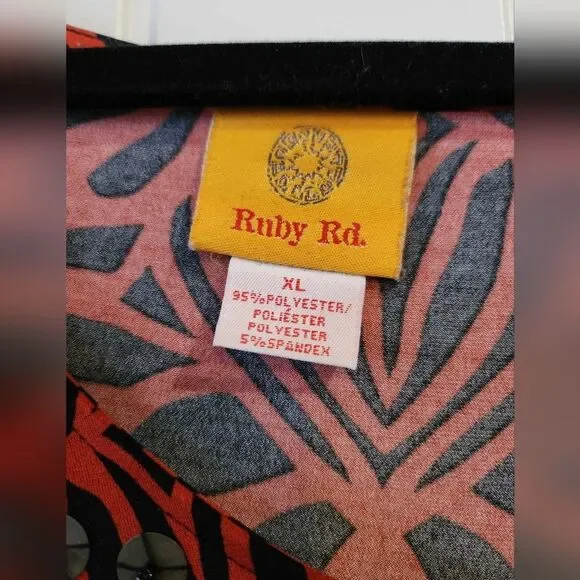 Ruby Rd.
XL
95%POLYESTER/
POLIÉSTER
POLYESTER
5%SPANDEX